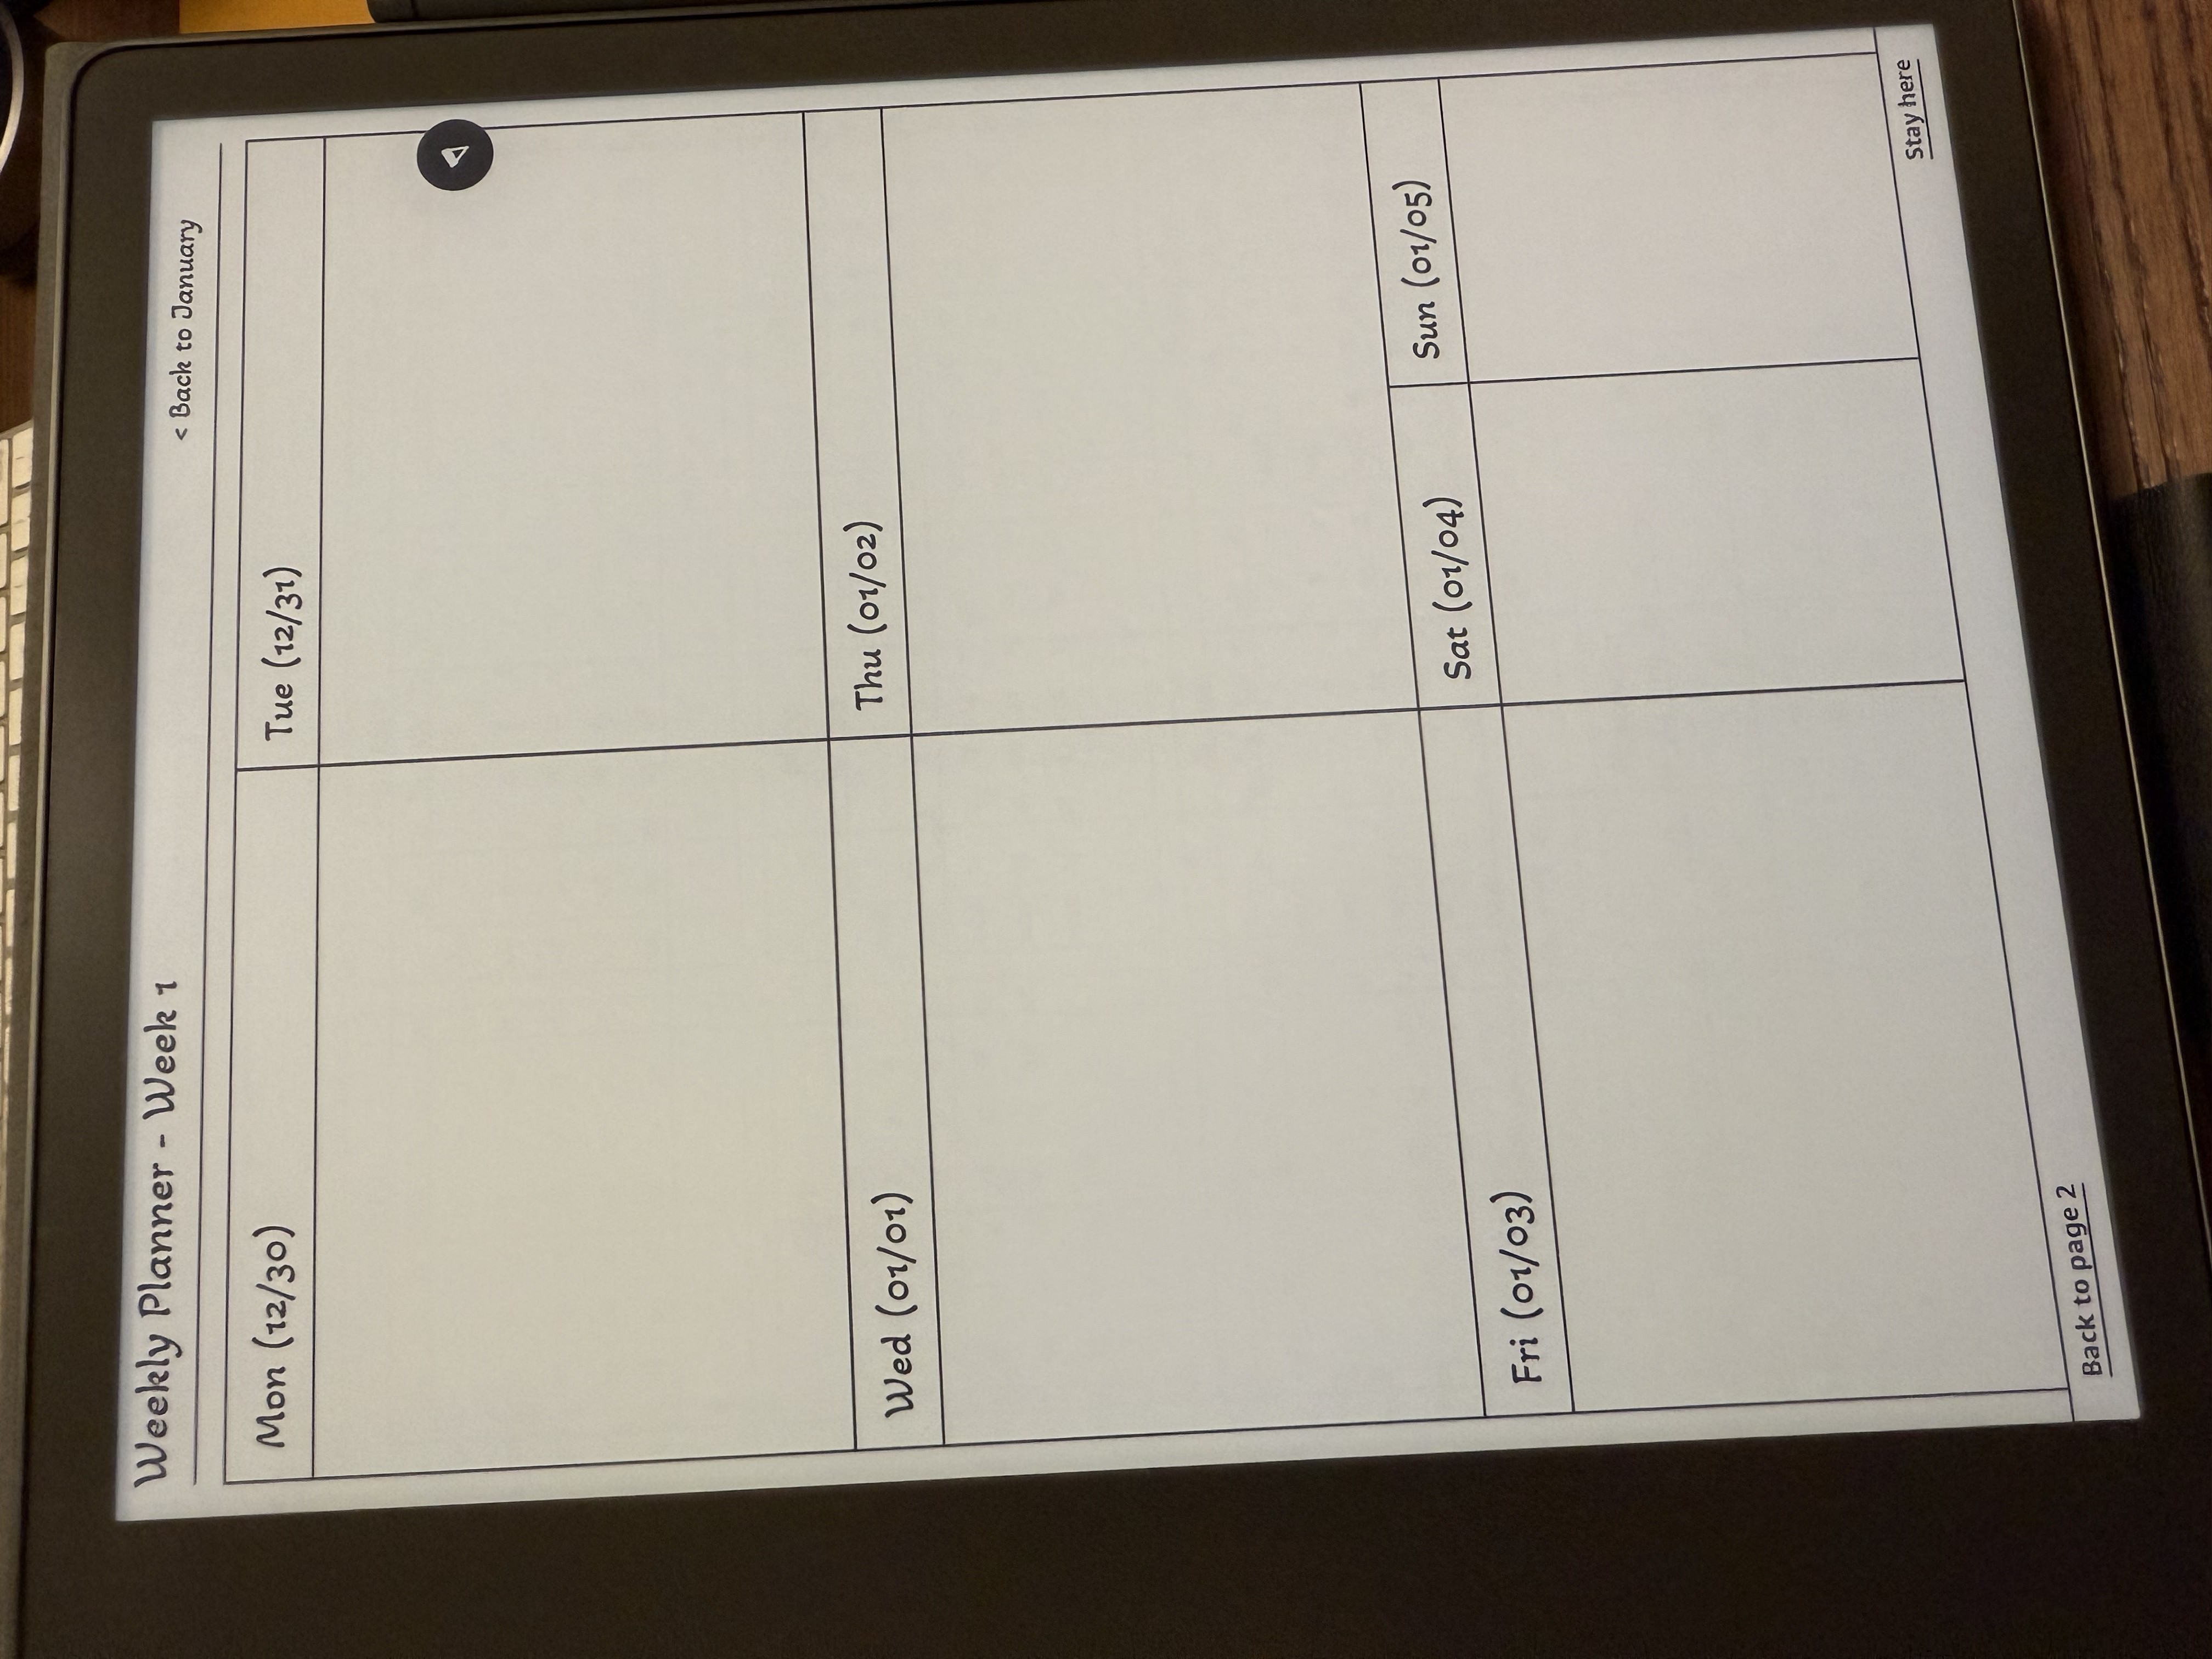 Weekly Planner - Week 1
< Back to January
Mon (12/30)
Tue (12/31)
Wed (01/01)
Thu (01/02)
Fri (01/03)
Sat (01/04)
Sun (01/05)
Back to page 2
Stay here